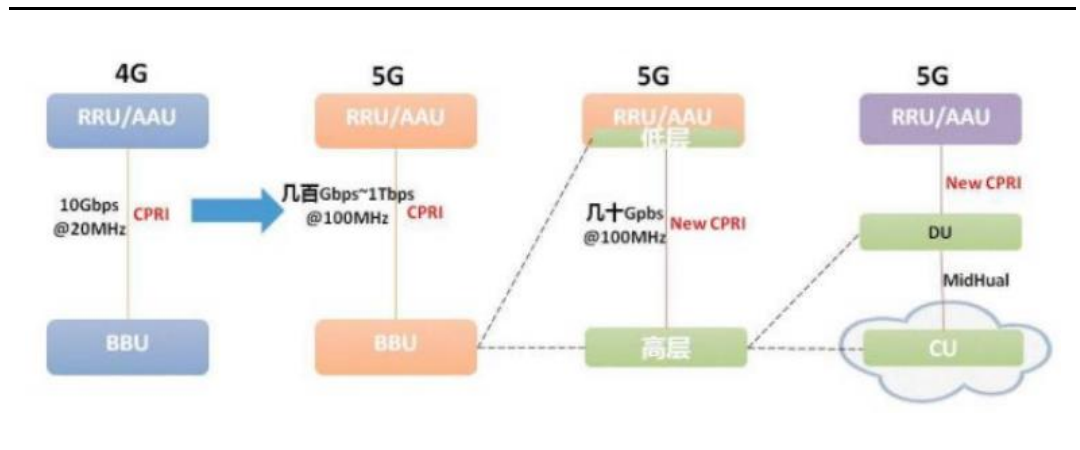 4G
RRU/AAU
10Gbps
@20MHz
CPRI
BBU
5G
RRU/AAU
几百Gbps~1Tbps
@100MHz
CPRI
BBU
5G
RRU/AAU
低层
几十Gpbs
@100MHz
New CPRI
高层
5G
RRU/AAU
New CPRI
DU
MidHual
CU